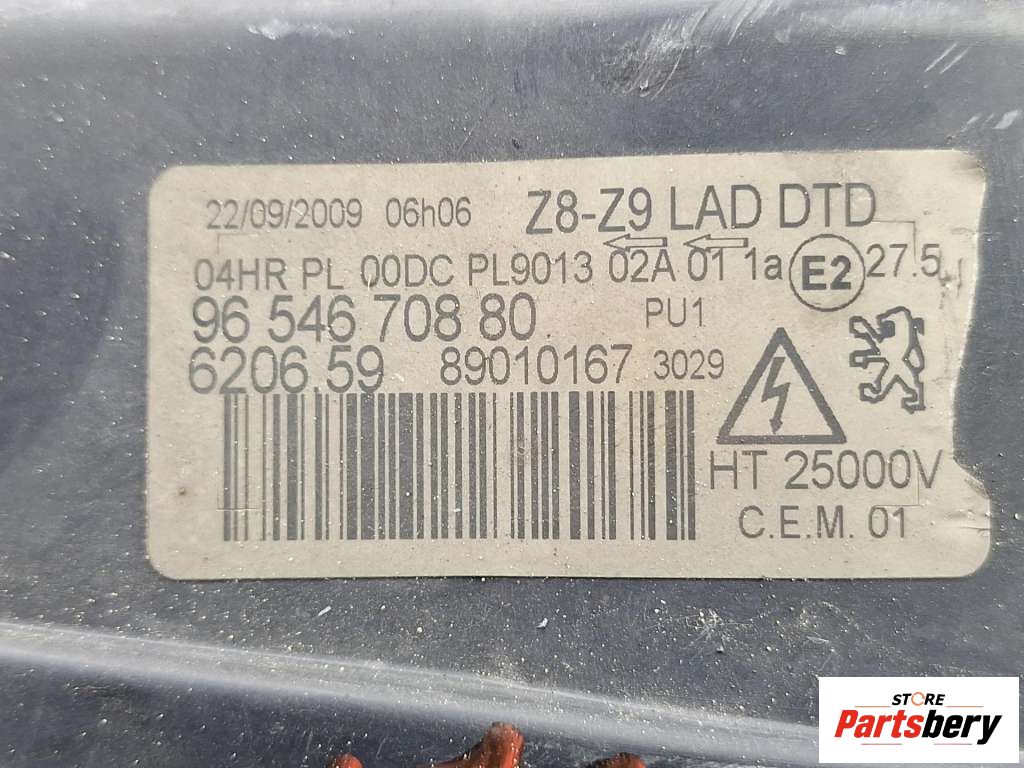 22/09/2009 06h06 Z8-Z9 LAD DTD
04HR PL 00DC PL9013 02A 01 1a E2 27.5
96 546 708 80 PU1
6206.59 89010167 3029
HT 25000V
C.E.M. 01
STORE
Partsbery